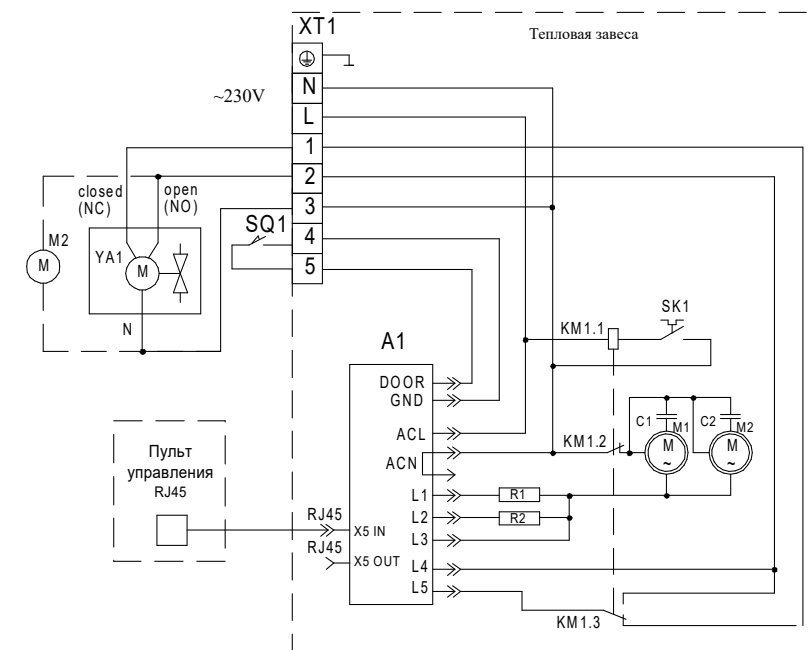 XT1
Тепловая завеса
~230V
N
L
1
2
3
4
5
closed
(NC)
open
(NO)
SQ1
M2
M
YA1
M
N
SK1
KM1.1
A1
DOOR
GND
ACL
ACN
KM1.2
C1
M1
C2
M2
M
~
M
~
L1
R1
L2
R2
L3
L4
L5
KM1.3
Пульт
управления
RJ45
RJ45
X5 IN
RJ45
X5 OUT